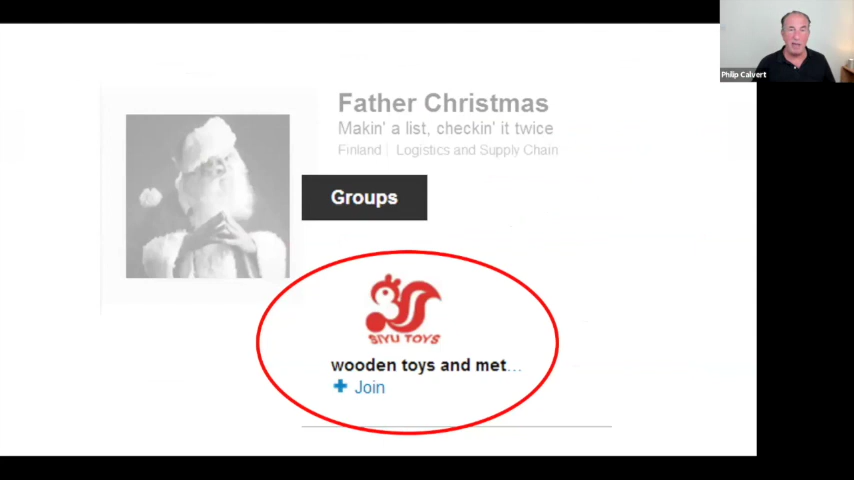 Philip Calvert
Father Christmas
Makin' a list, checkin' it twice
Finland | Logistics and Supply Chain
Groups
SIYU TOYS
wooden toys and met...
Join